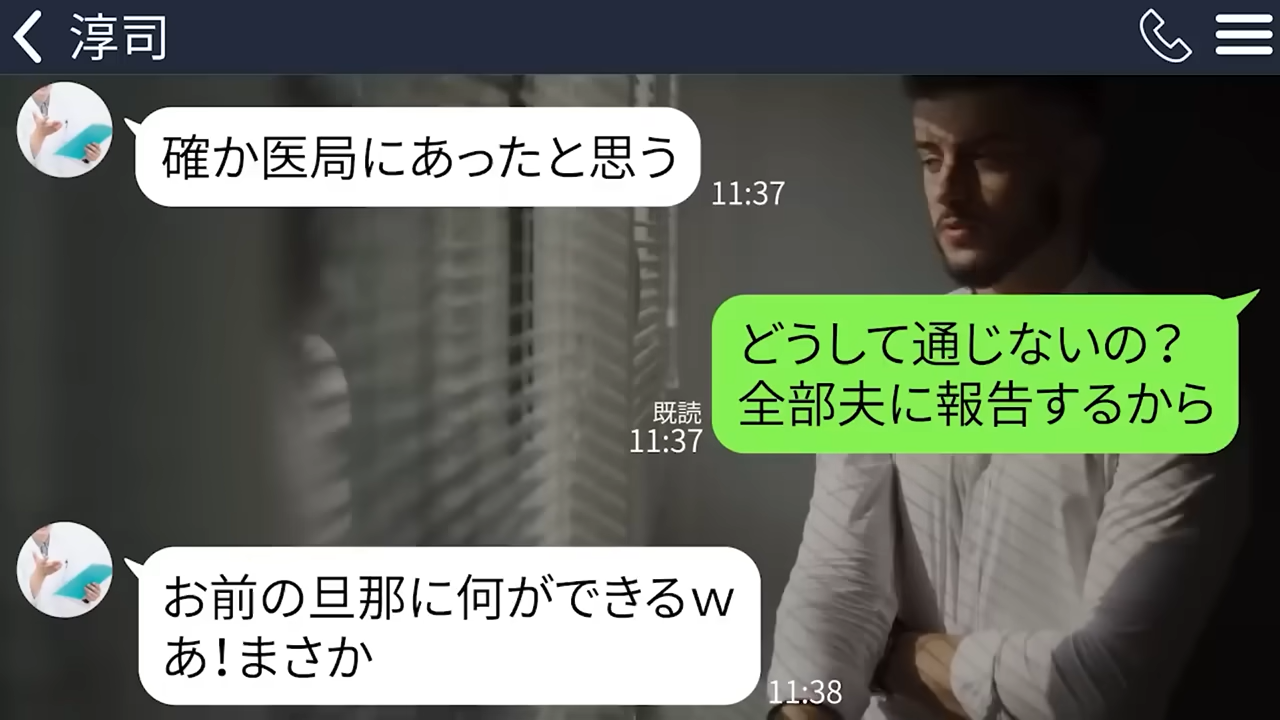 淳司
確か医局にあったと思う
11:37
どうして通じないの？
全部夫に報告するから
既読
11:37
お前の旦那に何ができるｗ
あ！まさか
11:38